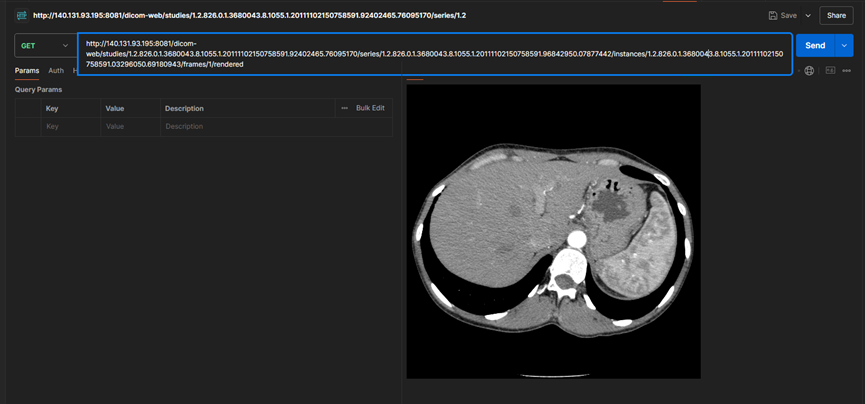 http://140.131.93.195:8081/dicom-web/studies/1.2.826.0.1.3680043.8.1055.1.20111102150758591.92402465.76095170/series/1.2
Save
Share
GET
http://140.131.93.195:8081/dicom-
web/studies/1.2.826.0.1.3680043.8.1055.1.20111102150758591.92402465.76095170/series/1.2.826.0.1.3680043.8.1055.1.20111102150758591.96842950.07877442/instances/1.2.826.0.1.3680043.8.1055.1.20111102150
758591.03296050.69180943/frames/1/rendered
Send
Params
Auth
H
Query Params
Key
Value
Description
Bulk Edit
Key
Value
Description